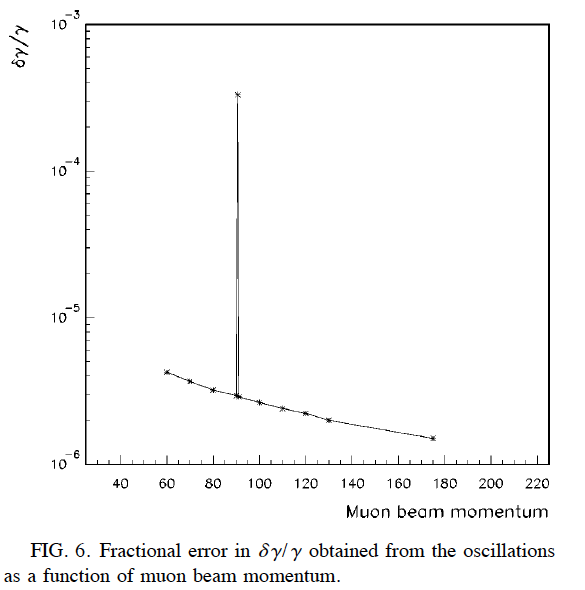 10⁻³
δγ/γ
10⁻⁴
10⁻⁵
10⁻⁶
40 60 80 100 120 140 160 180 200 220
Muon beam momentum
FIG. 6. Fractional error in δγ/γ obtained from the oscillations
as a function of muon beam momentum.